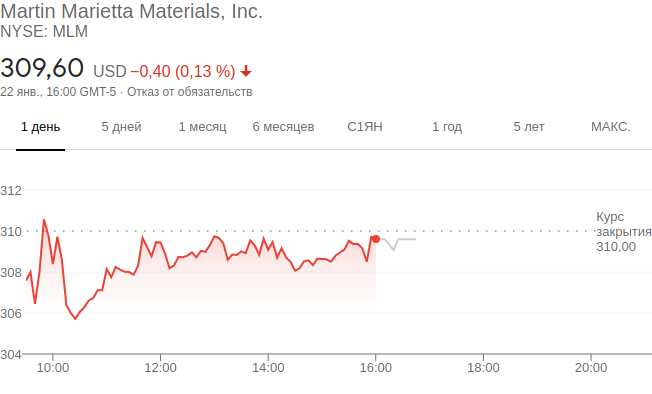 Martin Marietta Materials, Inc.
NYSE: MLM
309,60 USD −0,40 (0,13 %)
22 янв., 16:00 GMT-5 · Отказ от обязательств
1 день 5 дней 1 месяц 6 месяцев С1ЯН 1 год 5 лет МАКС.
312
310
308
306
304
Курс
закрытия
310,00
10:00 12:00 14:00 16:00 18:00 20:00